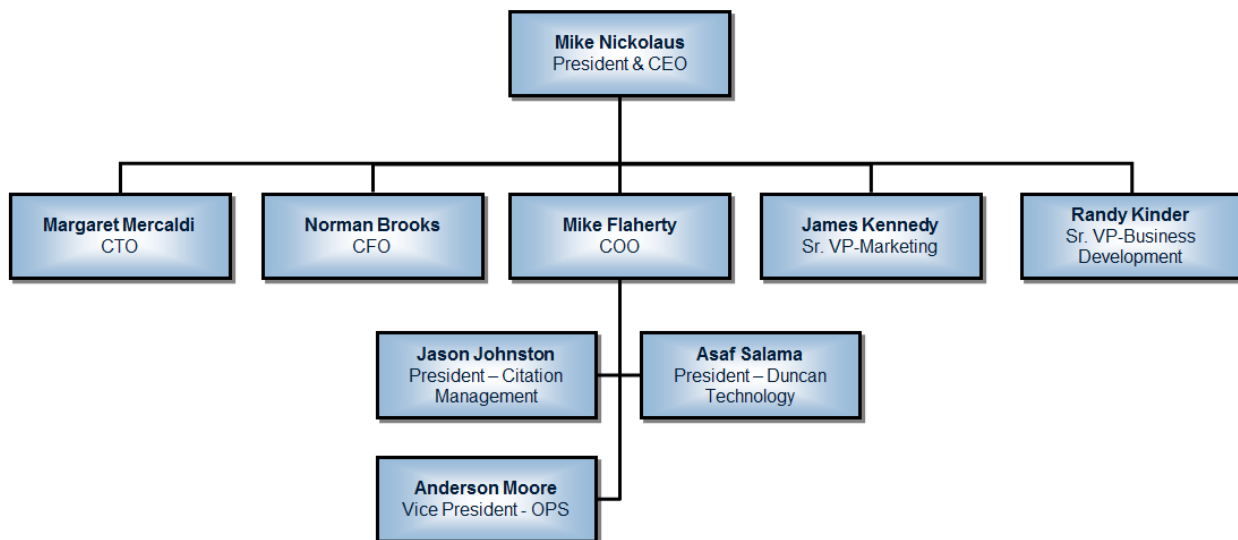 Mike Nickolaus
President & CEO
Margaret Mercaldi
CTO
Norman Brooks
CFO
Mike Flaherty
COO
James Kennedy
Sr. VP-Marketing
Randy Kinder
Sr. VP-Business
Development
Jason Johnston
President – Citation
Management
Asaf Salama
President – Duncan
Technology
Anderson Moore
Vice President - OPS